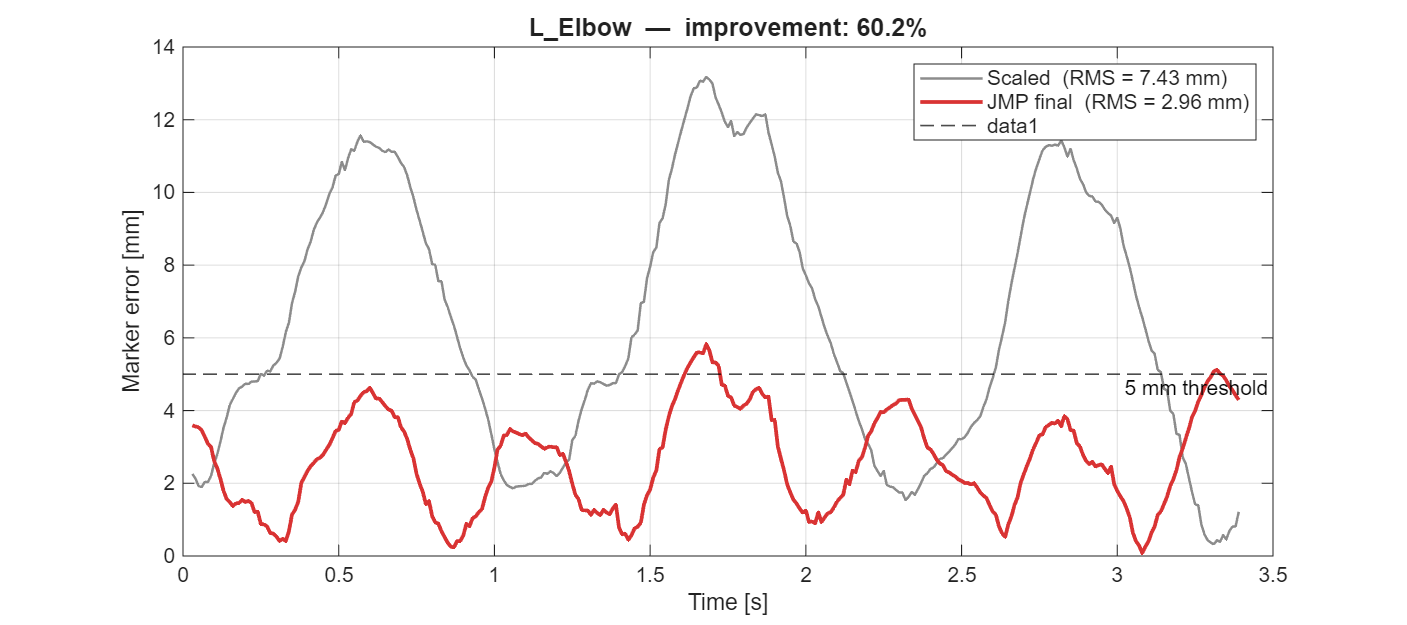 L_Elbow — improvement: 60.2%
14
12
10
8
6
4
2
0
Marker error [mm]
Scaled (RMS = 7.43 mm)
JMP final (RMS = 2.96 mm)
data1
5 mm threshold
0 0.5 1 1.5 2 2.5 3 3.5
Time [s]